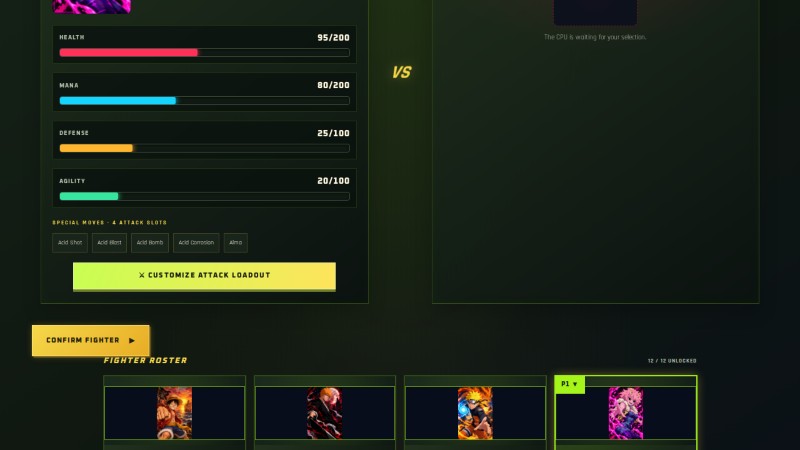 HEALTH 95/200
MANA 80/200
DEFENSE 25/100
AGILITY 20/100
SPECIAL MOVES · 4 ATTACK SLOTS
Acid Shot Acid Blast Acid Bomb Acid Corrosion Alma
⚔ CUSTOMIZE ATTACK LOADOUT
VS
The CPU is waiting for your selection.
CONFIRM FIGHTER ▶
FIGHTER ROSTER
12 / 12 UNLOCKED
P1 ▼